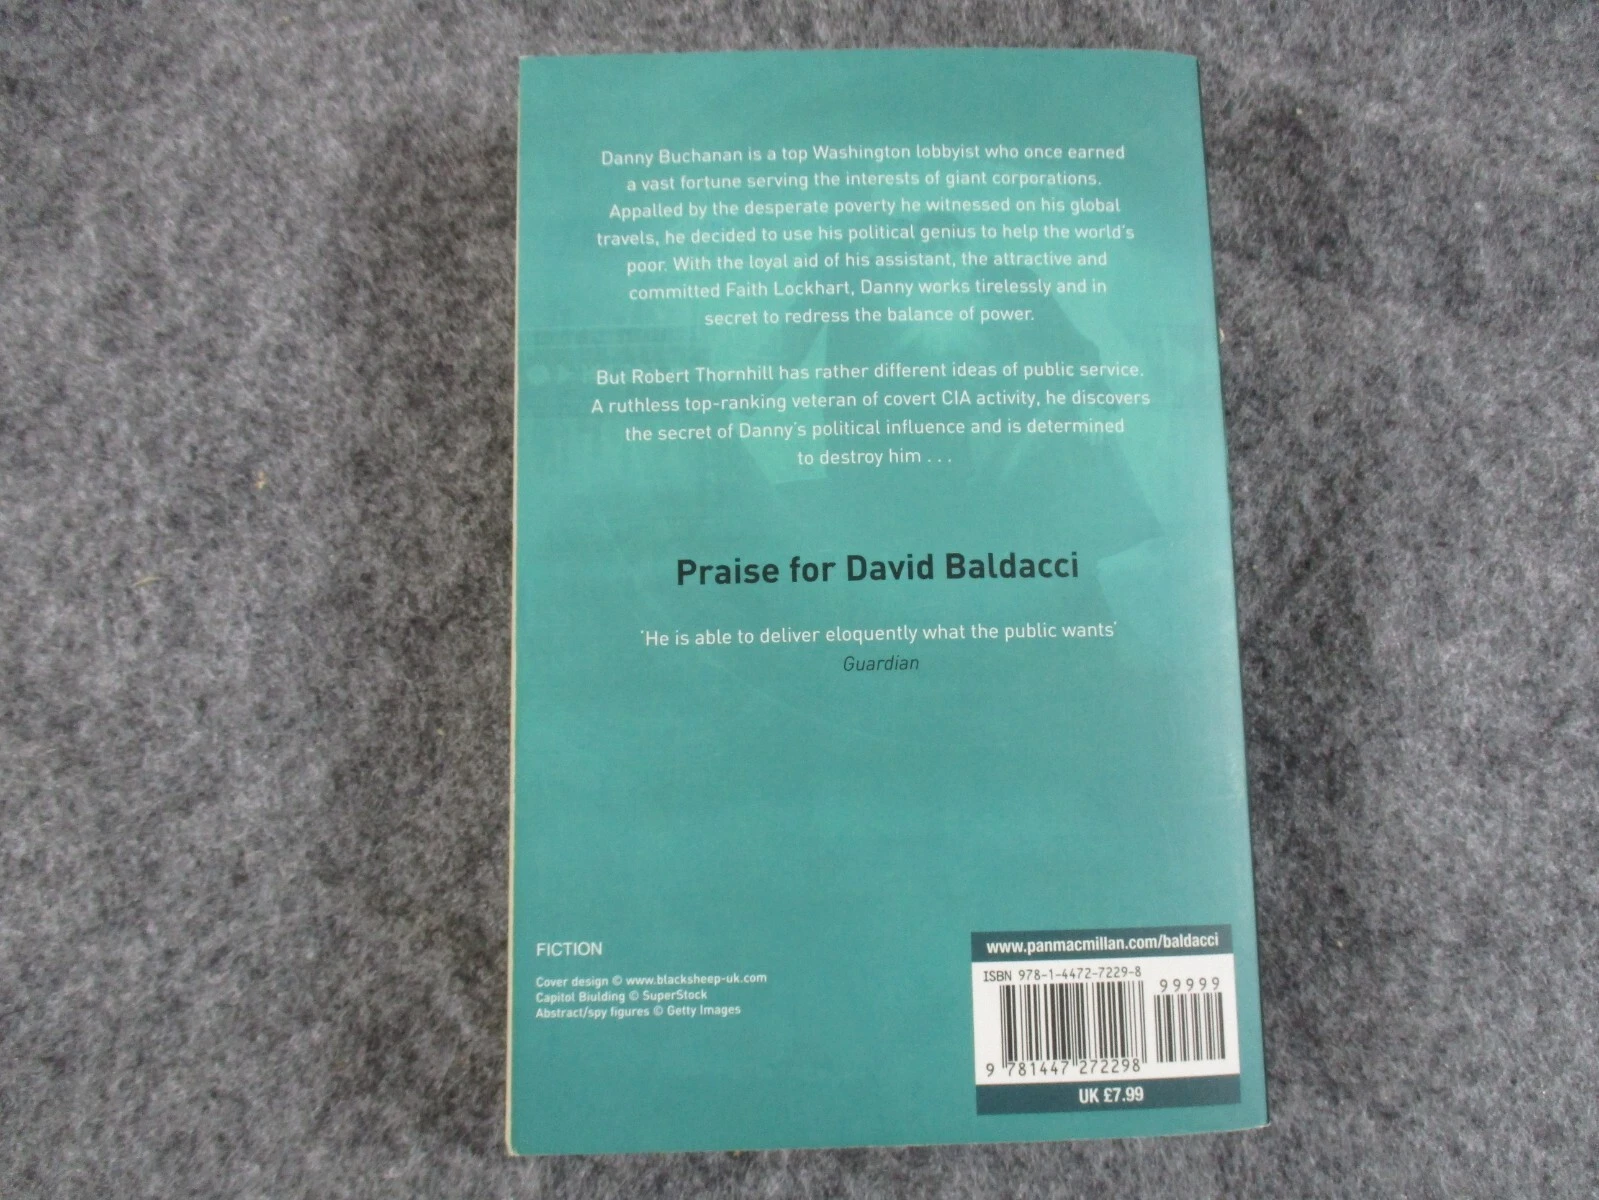 Danny Buchanan is a top Washington lobbyist who once earned
a vast fortune serving the interests of giant corporations.
Appalled by the desperate poverty he witnessed on his global
travels, he decided to use his political genius to help the world's
poor. With the loyal aid of his assistant, the attractive and
committed Faith Lockhart, Danny works tirelessly and in
secret to redress the balance of power.
But Robert Thornhill has rather different ideas of public service.
A ruthless top-ranking veteran of covert CIA activity, he discovers
the secret of Danny's political influence and is determined
to destroy him . . .
Praise for David Baldacci
'He is able to deliver eloquently what the public wants'
Guardian
FICTION
Cover design © www.blacksheep-uk.com
Capitol Biulding © SuperStock
Abstract/spy figures © Getty Images
www.panmacmillan.com/baldacci
ISBN 978-1-4472-7229-8
99999
9 781447 272298
UK £7.99